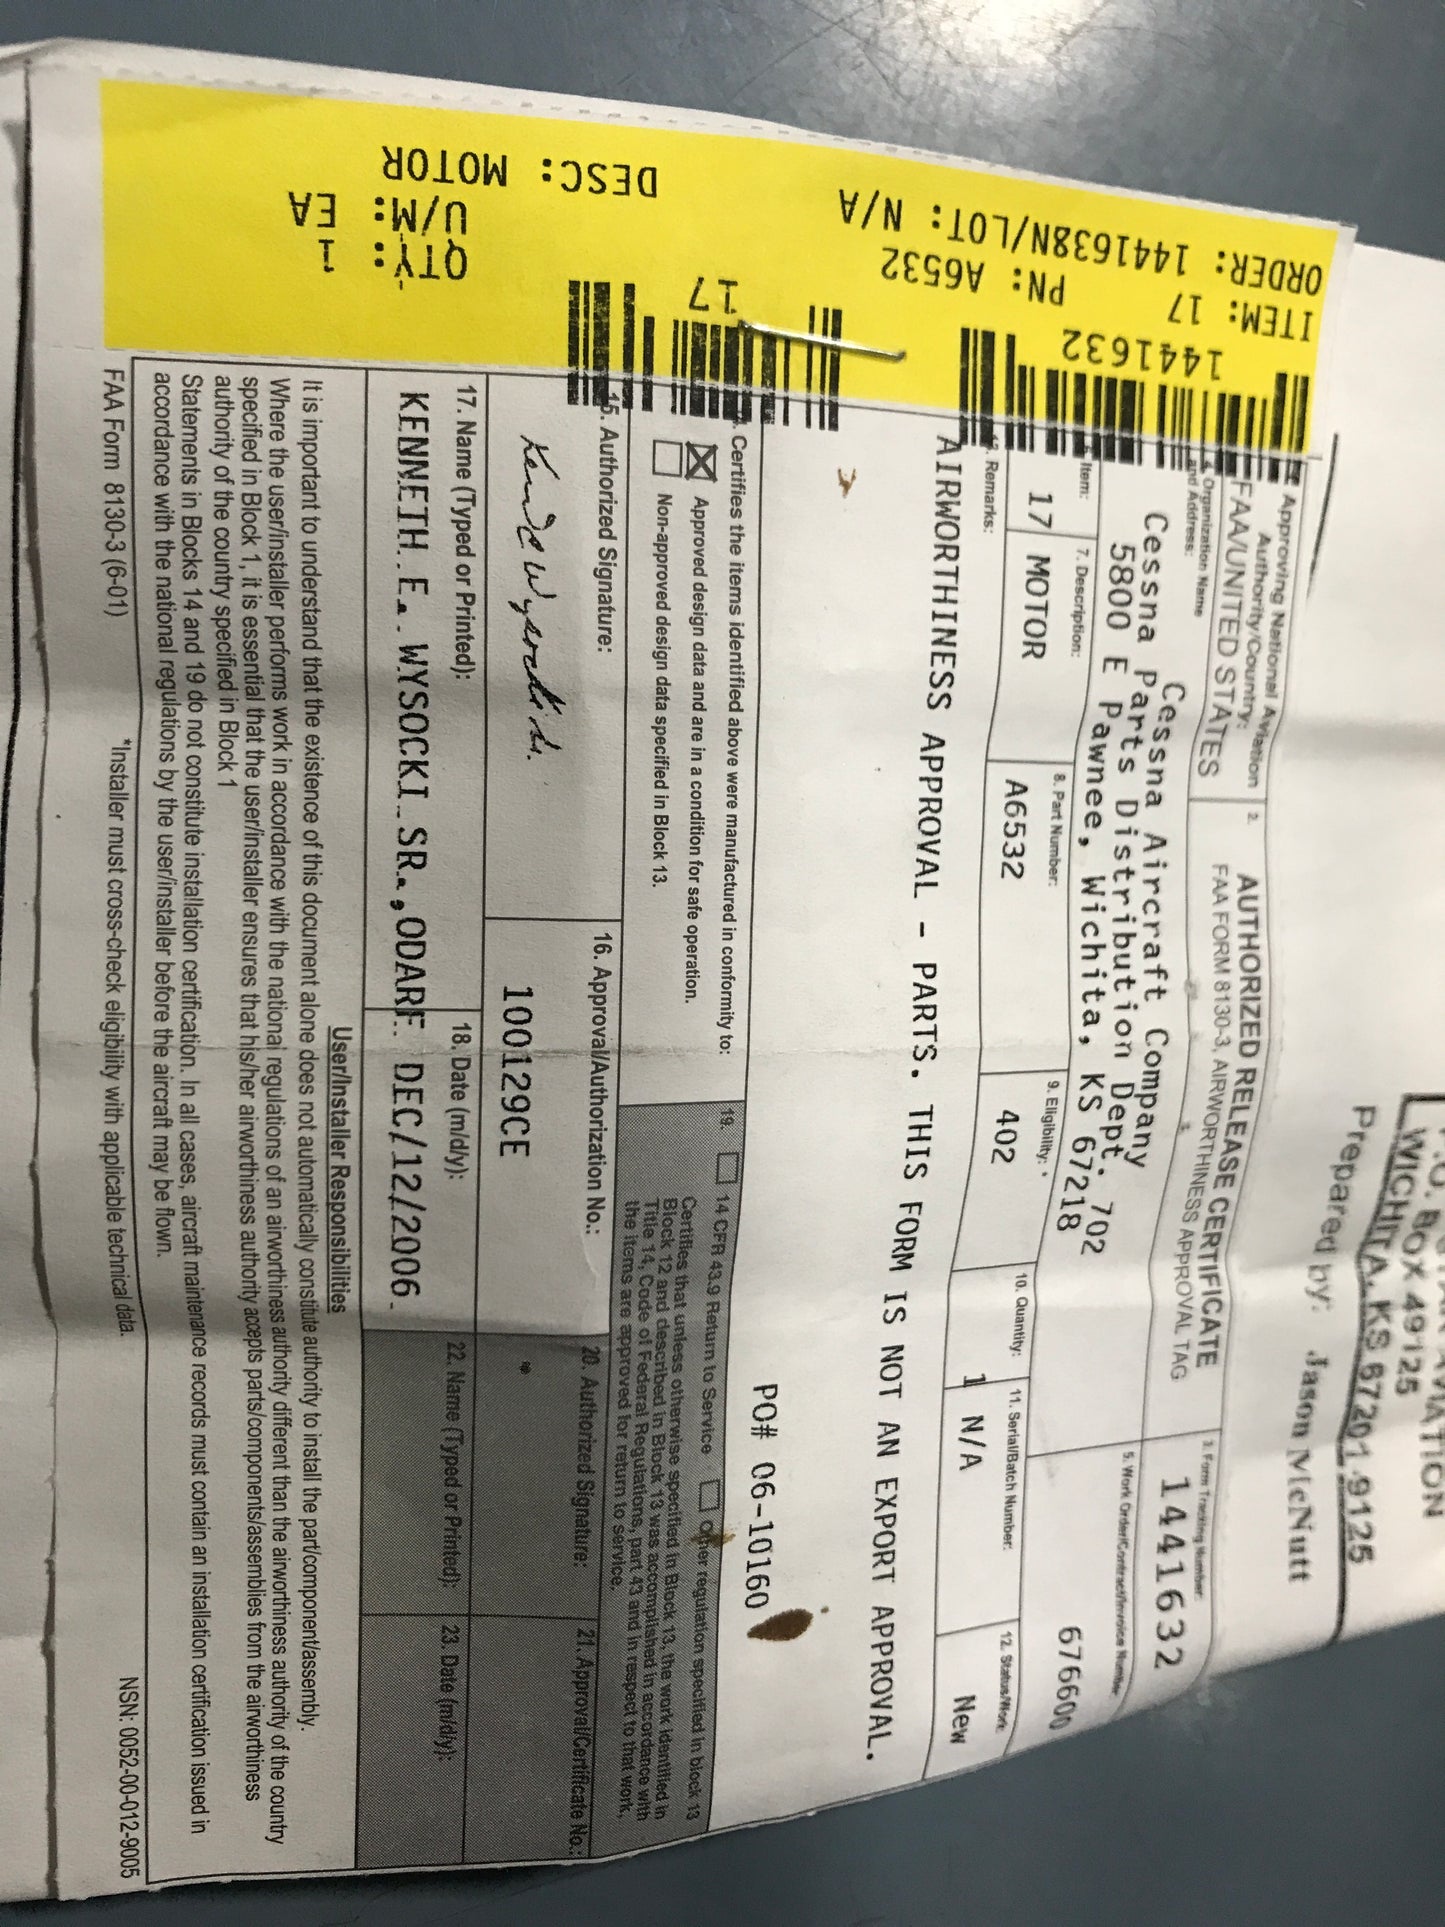 WICHITA, KS 67201-9125
BOX 49125
Prepared by: Jason McNutt
Approving National Aviation
Authority/Country:
FAA/UNITED STATES
2.
AUTHORIZED RELEASE CERTIFICATE
FAA FORM 8130-3, AIRWORTHINESS APPROVAL TAG
3. Form Tracking Number:
1441632
Organization Name
and Address:
Cessna Aircraft Company
Cessna Parts Distribution Dept. 702
5800 E Pawnee, Wichita, KS 67218
5. Work Order/Contract/Invoice Number
676600
Item:
7. Description:
8. Part Number:
9. Eligibility: *
10. Quantity:
11. Serial/Batch Number:
12. Status/Work:
17
MOTOR
A6532
402
1
N/A
New
Remarks:
AIRWORTHINESS APPROVAL - PARTS. THIS FORM IS NOT AN EXPORT APPROVAL.
PO# 06-10160
Certifies the items identified above were manufactured in conformity to:
Approved design data and are in a condition for safe operation.
Non-approved design data specified in Block 13.
19.
14 CFR 43.9 Return to Service
Other regulation specified in block 13
Certifies that unless otherwise specified in Block 13, the work identified in
Block 12 and described in Block 13 was accomplished in accordance with
Title 14, Code of Federal Regulations, part 43 and in respect to that work,
the items are approved for return to service.
15. Authorized Signature:
16. Approval/Authorization No.:
100129CE
20. Authorized Signature:
21. Approval/Certificate No.:
17. Name (Typed or Printed):
KENNETH E. WYSOCKI SR.,ODARF
18. Date (m/d/y):
DEC/12/2006
22. Name (Typed or Printed):
23. Date (m/d/y):
User/Installer Responsibilities
It is important to understand that the existence of this document alone does not automatically constitute authority to install the part/component/assembly.
Where the user/installer performs work in accordance with the national regulations of an airworthiness authority different than the airworthiness authority of the country
specified in Block 1, it is essential that the user/installer ensures that his/her airworthiness authority accepts parts/components/assemblies from the airworthiness
authority of the country specified in Block 1
Statements in Blocks 14 and 19 do not constitute installation certification. In all cases, aircraft maintenance records must contain an installation certification issued in
accordance with the national regulations by the user/installer before the aircraft may be flown.
FAA Form 8130-3 (6-01)
*Installer must cross-check eligibility with applicable technical data.
NSN: 0052-00-012-9005
1441632
17
ITEM: 17
PN: A6532
QTY: 1
ORDER: 1441638N/LOT: N/A
U/M: EA
DESC: MOTOR